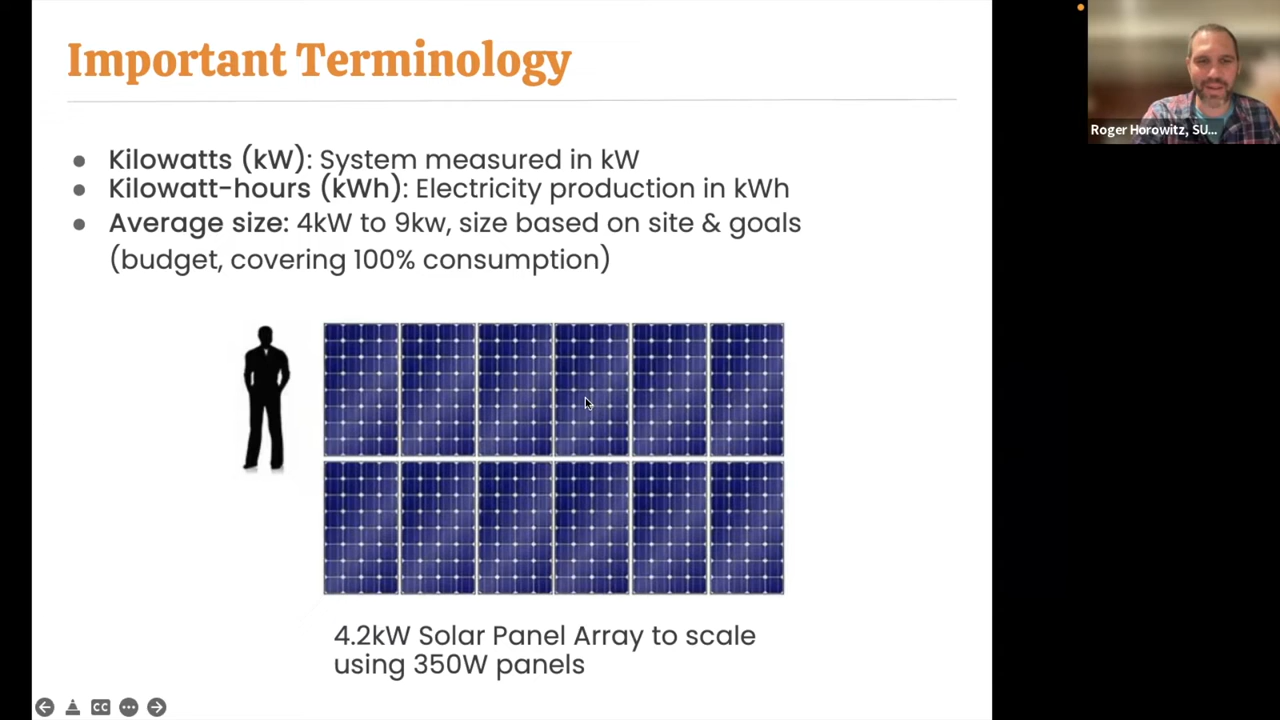 Important Terminology
Kilowatts (kW): System measured in kW
Kilowatt-hours (kWh): Electricity production in kWh
Average size: 4kW to 9kw, size based on site & goals
(budget, covering 100% consumption)
4.2kW Solar Panel Array to scale
using 350W panels
CC
Roger Horowitz, SU...